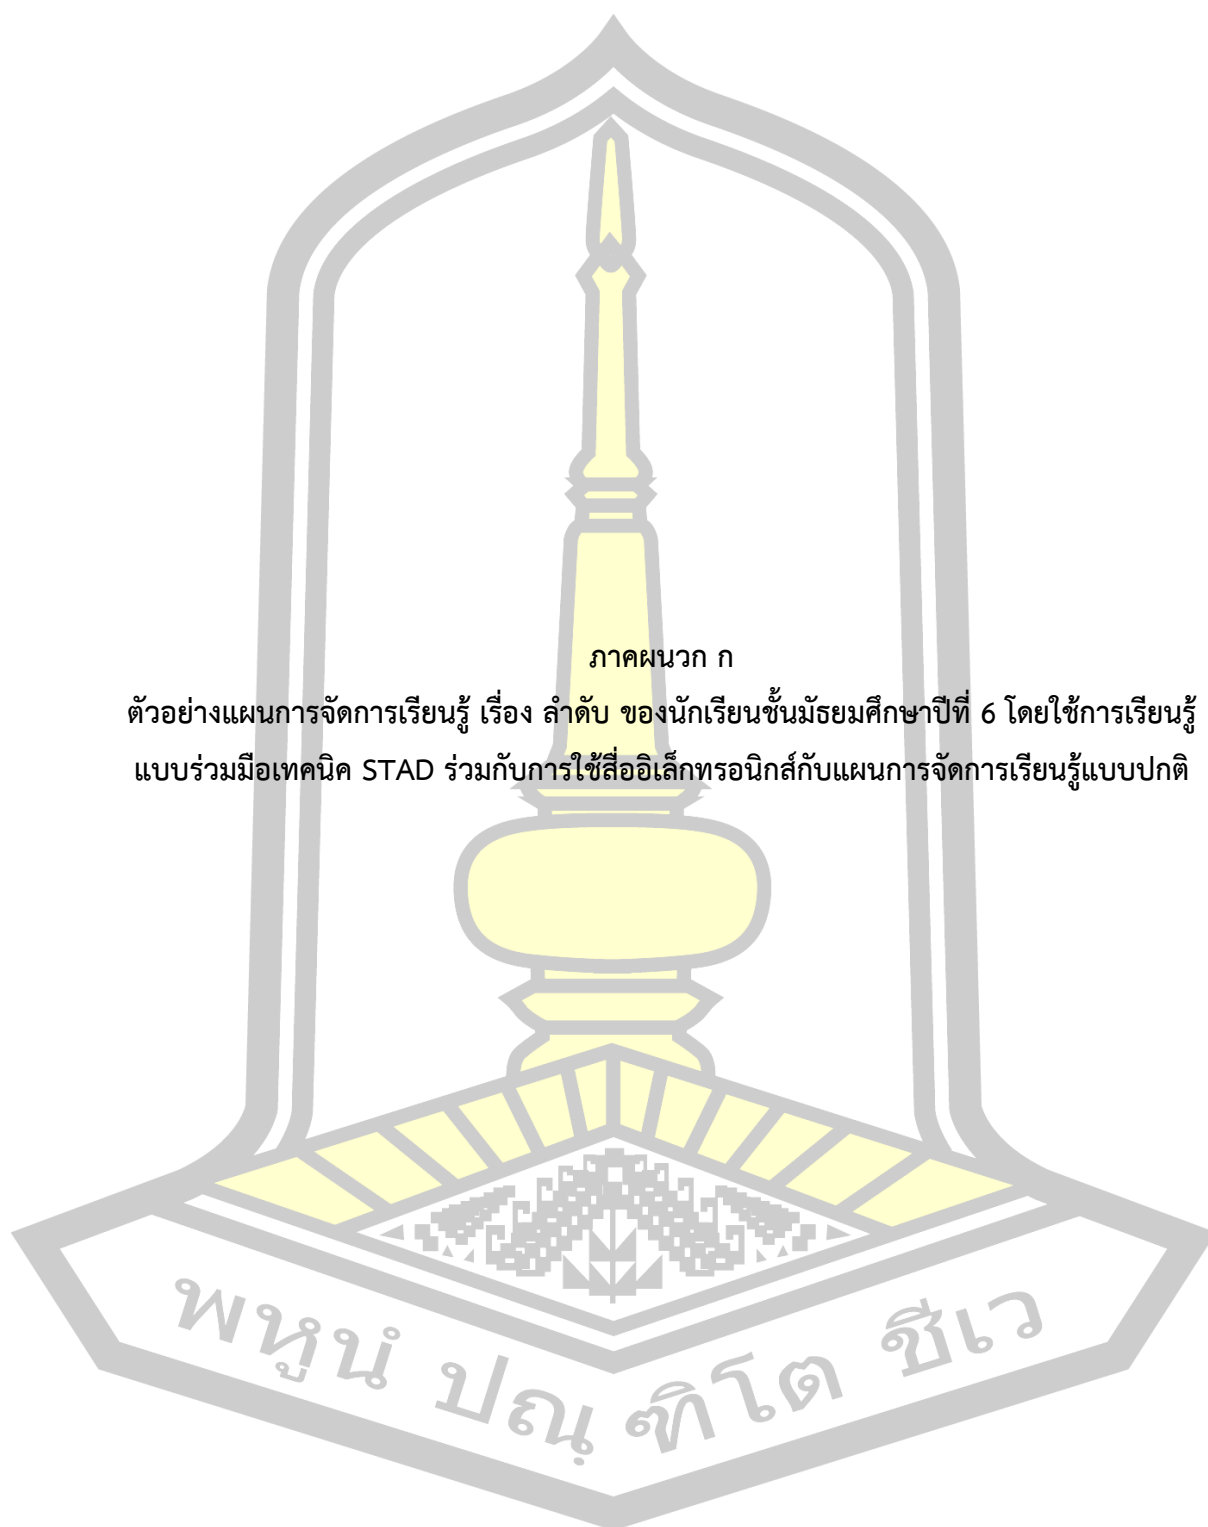 ภาคผนวก ก
ตัวอย่างแผนการจัดการเรียนรู้ เรื่อง ลำดับ ของนักเรียนชั้นมัธยมศึกษาปีที่ 6 โดยใช้การเรียนรู้
แบบร่วมมือเทคนิค STAD ร่วมกับการใช้สื่ออิเล็กทรอนิกส์กับแผนการจัดการเรียนรู้แบบปกติ
พหูนํ ปณฺฑิโต ชีเว